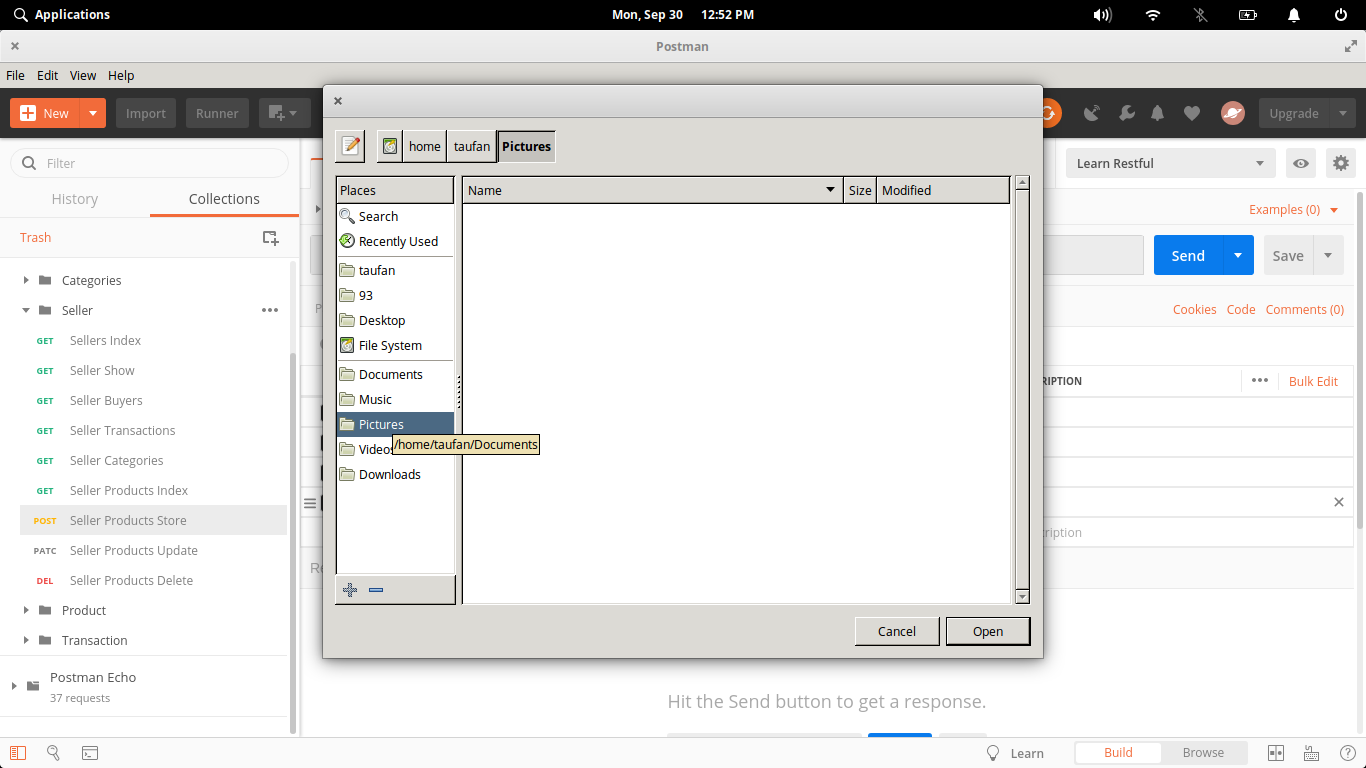 Applications
Mon, Sep 30 12:52 PM
Postman
File Edit View Help
New Import Runner Upgrade
home taufan Pictures
Filter
Learn Restful
History Collections
Examples (0)
Trash
Send Save
Cookies Code Comments (0)
RIPTION Bulk Edit
cription
Categories
Seller
GET Sellers Index
GET Seller Show
GET Seller Buyers
GET Seller Transactions
GET Seller Categories
GET Seller Products Index
POST Seller Products Store
PATC Seller Products Update
DEL Seller Products Delete
Product
Transaction
Postman Echo
37 requests
Places Name Size Modified
Search
Recently Used
taufan
93
Desktop
File System
Documents
Music
Pictures
Videos
/home/taufan/Documents
Downloads
Cancel Open
Hit the Send button to get a response.
Learn Build Browse